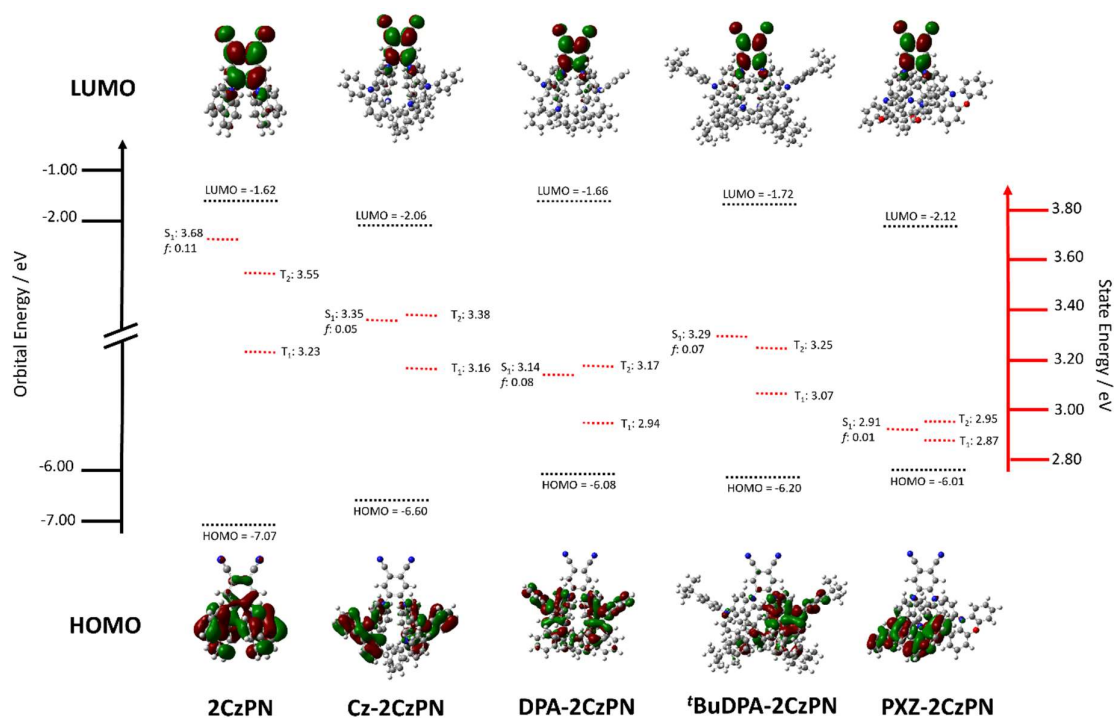 LUMO
Orbital Energy / eV
-1.00
-2.00
-6.00
-7.00
LUMO = -1.62
S₁: 3.68
f: 0.11
T₂: 3.55
T₁: 3.23
HOMO = -7.07
LUMO = -2.06
S₁: 3.35
f: 0.05
T₂: 3.38
T₁: 3.16
HOMO = -6.60
LUMO = -1.66
S₁: 3.14
f: 0.08
T₂: 3.17
T₁: 2.94
HOMO = -6.08
LUMO = -1.72
S₁: 3.29
f: 0.07
T₂: 3.25
T₁: 3.07
HOMO = -6.20
LUMO = -2.12
S₁: 2.91
f: 0.01
T₂: 2.95
T₁: 2.87
HOMO = -6.01
3.80
3.60
3.40
3.20
3.00
2.80
State Energy / eV
HOMO
2CzPN
Cz-2CzPN
DPA-2CzPN
ᵗBuDPA-2CzPN
PXZ-2CzPN